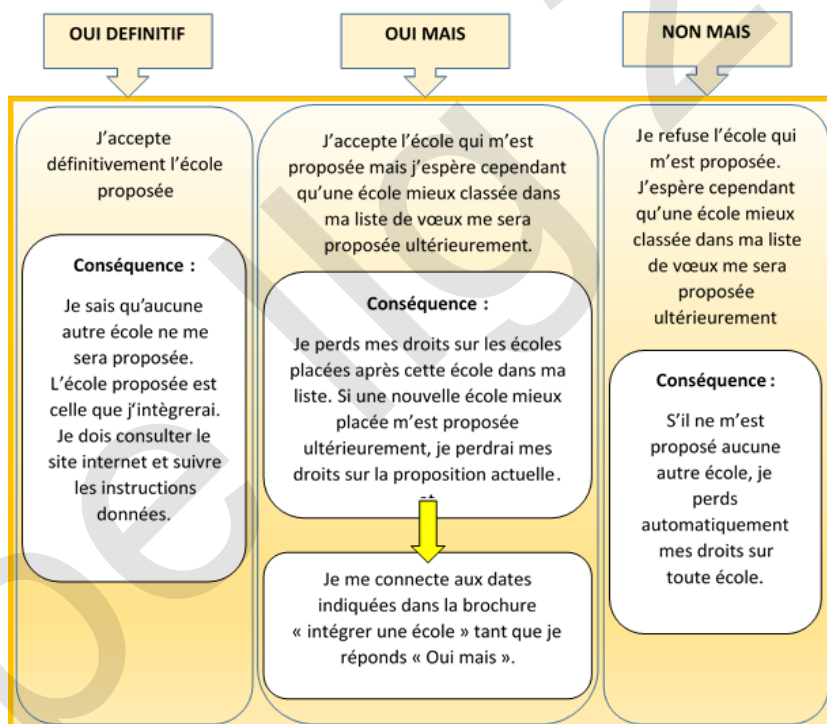 OUI DEFINITIF
J'accepte
définitivement l'école
proposée
Conséquence :
Je sais qu'aucune
autre école ne me
sera proposée.
L'école proposée est
celle que j'intègrerai.
Je dois consulter le
site internet et suivre
les instructions
données.
OUI MAIS
J'accepte l'école qui m'est
proposée mais j'espère cependant
qu'une école mieux classée dans
ma liste de vœux me sera
proposée ultérieurement.
Conséquence :
Je perds mes droits sur les écoles
placées après cette école dans ma
liste. Si une nouvelle école mieux
placée m'est proposée
ultérieurement, je perdrai mes
droits sur la proposition actuelle.
Je me connecte aux dates
indiquées dans la brochure
« intégrer une école » tant que je
réponds « Oui mais ».
NON MAIS
Je refuse l'école qui
m'est proposée.
J'espère cependant
qu'une école mieux
classée dans ma liste
de vœux me sera
proposée
ultérieurement
Conséquence :
S'il ne m'est
proposé aucune
autre école, je
perds
automatiquement
mes droits sur
toute école.